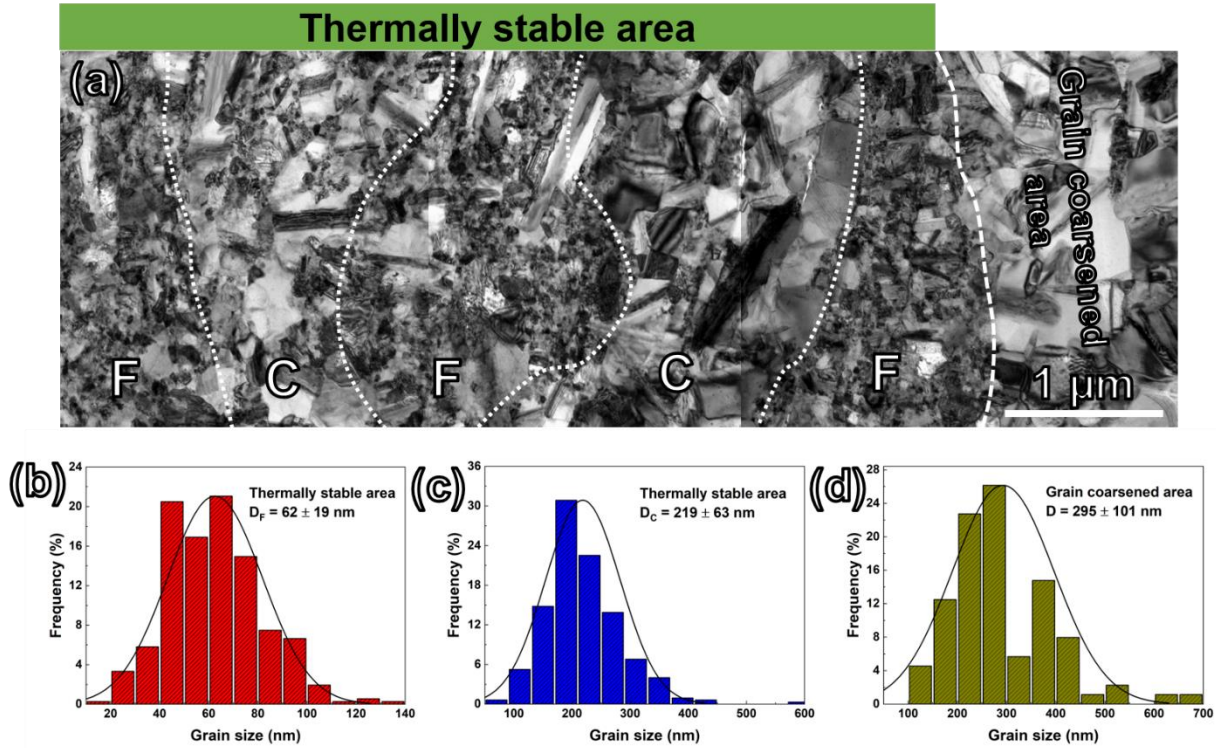 Thermally stable area
(a)
Grain coarsened
area
F
C
F
C
F
1 µm
(b)
24
20
16
12
8
4
0
Frequency (%)
Thermally stable area
D_F = 62 ± 19 nm
20 40 60 80 100 120 140
Grain size (nm)
(c)
36
30
24
18
12
6
0
Frequency (%)
Thermally stable area
D_C = 219 ± 63 nm
100 200 300 400 500 600
Grain size (nm)
(d)
28
24
20
16
12
8
4
0
Frequency (%)
Grain coarsened area
D = 295 ± 101 nm
100 200 300 400 500 600 700
Grain size (nm)